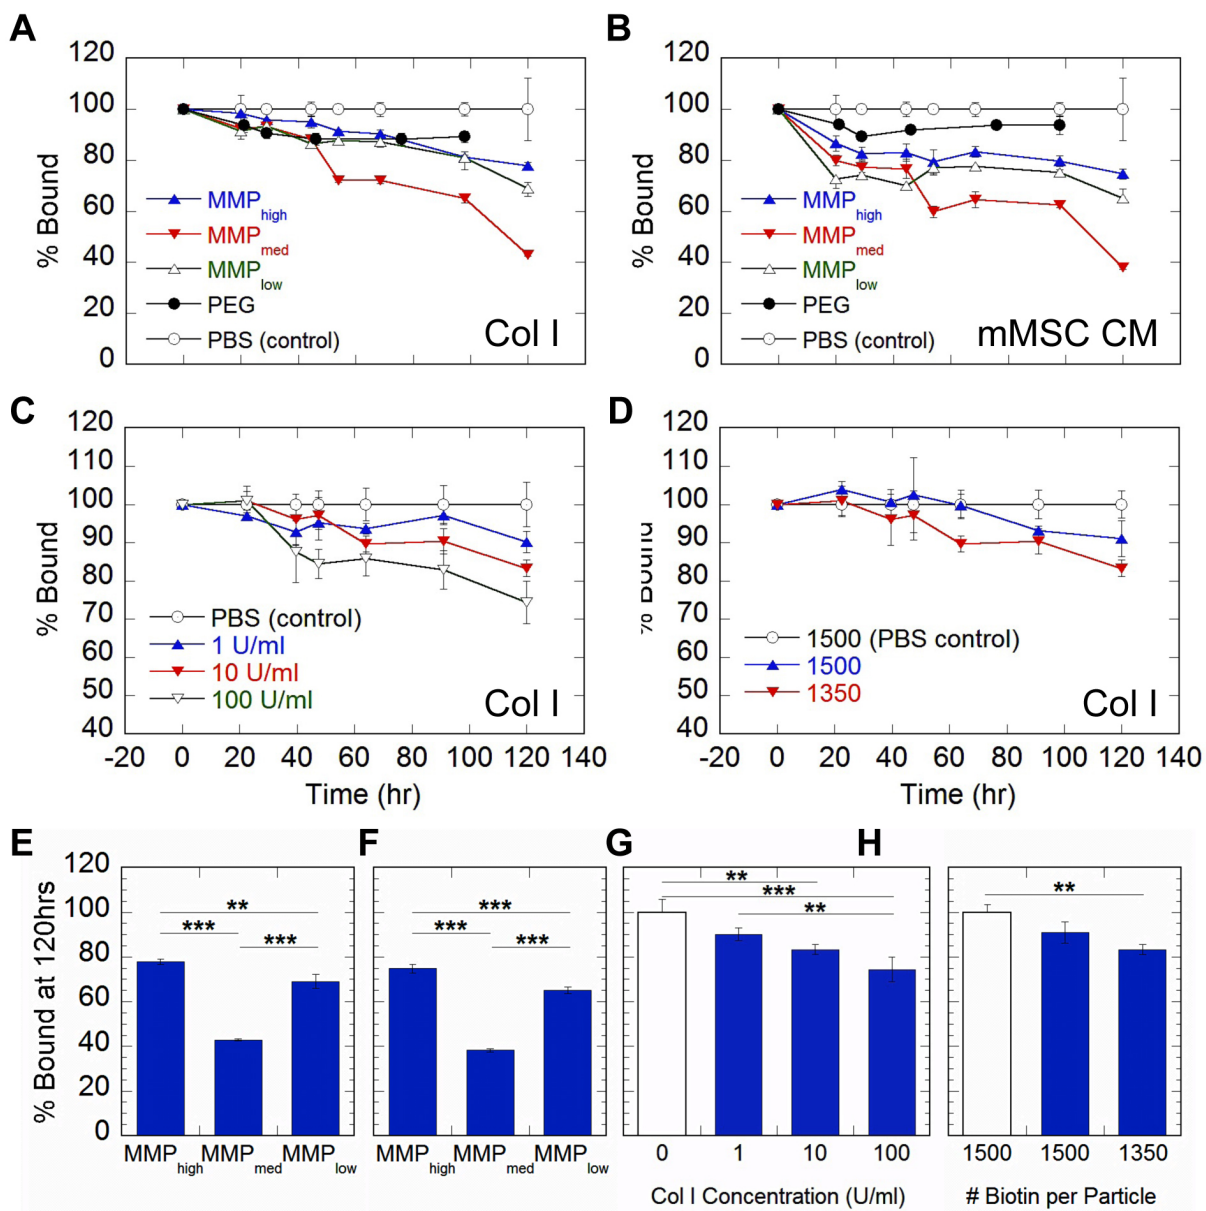 A
120
100
80
60
40
20
0
% Bound
MMPhigh
MMPmed
MMPlow
PEG
PBS (control)
Col I
B
120
100
80
60
40
20
0
% Bound
MMPhigh
MMPmed
MMPlow
PEG
PBS (control)
mMSC CM
C
120
110
100
90
80
70
60
50
40
% Bound
PBS (control)
1 U/ml
10 U/ml
100 U/ml
Col I
-20 0 20 40 60 80 100 120 140
Time (hr)
D
120
110
100
90
80
70
60
50
40
% Bound
1500 (PBS control)
1500
1350
Col I
-20 0 20 40 60 80 100 120 140
Time (hr)
E
120
100
80
60
40
20
0
% Bound at 120hrs
**
***
***
MMPhigh MMPmed MMPlow
F
***
***
***
MMPhigh MMPmed MMPlow
G
**
***
**
0 1 10 100
Col I Concentration (U/ml)
H
**
1500 1500 1350
# Biotin per Particle